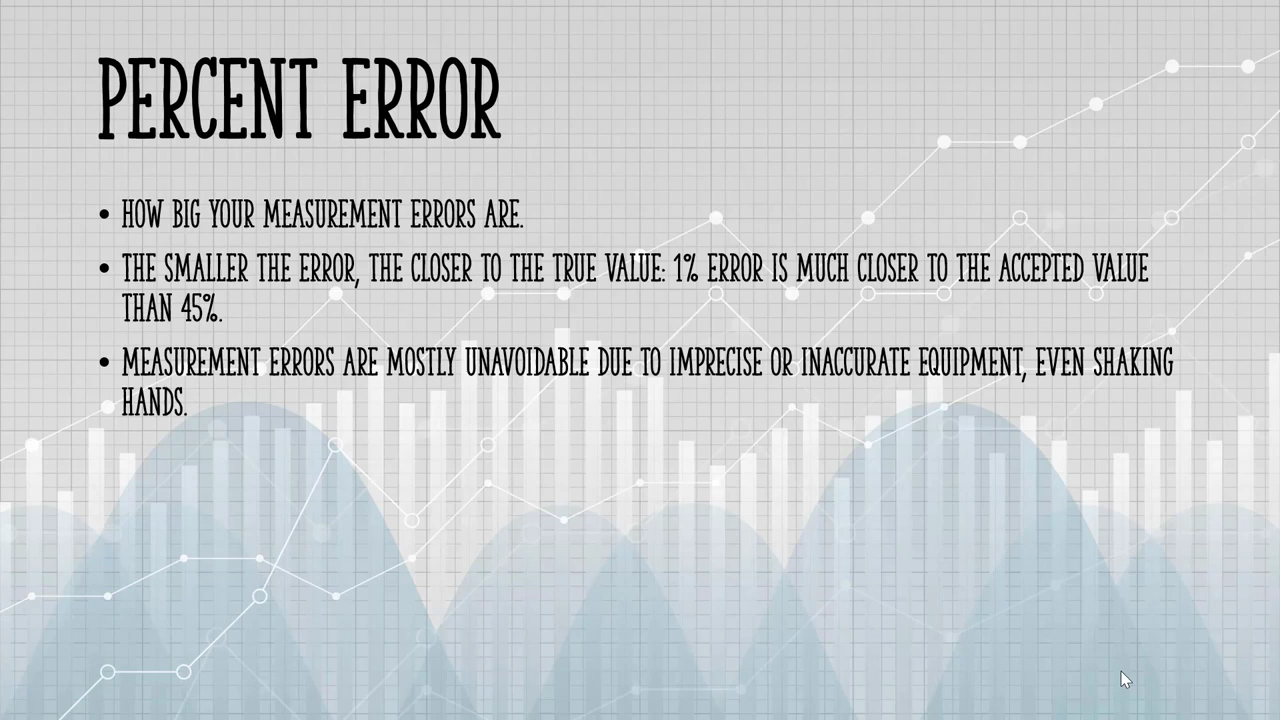 PERCENT ERROR
• HOW BIG YOUR MEASUREMENT ERRORS ARE.
• THE SMALLER THE ERROR, THE CLOSER TO THE TRUE VALUE: 1% ERROR IS MUCH CLOSER TO THE ACCEPTED VALUE
THAN 45%.
• MEASUREMENT ERRORS ARE MOSTLY UNAVOIDABLE DUE TO IMPRECISE OR INACCURATE EQUIPMENT, EVEN SHAKING
HANDS.